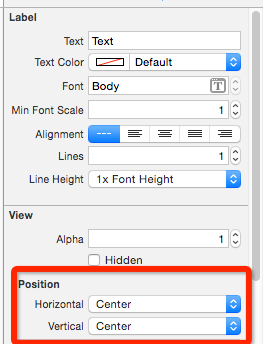 Label
Text Text
Text Color Default
Font Body T
Min Font Scale 1
Alignment ---
Lines 1
Line Height 1x Font Height
View
Alpha 1
Hidden
Position
Horizontal Center
Vertical Center